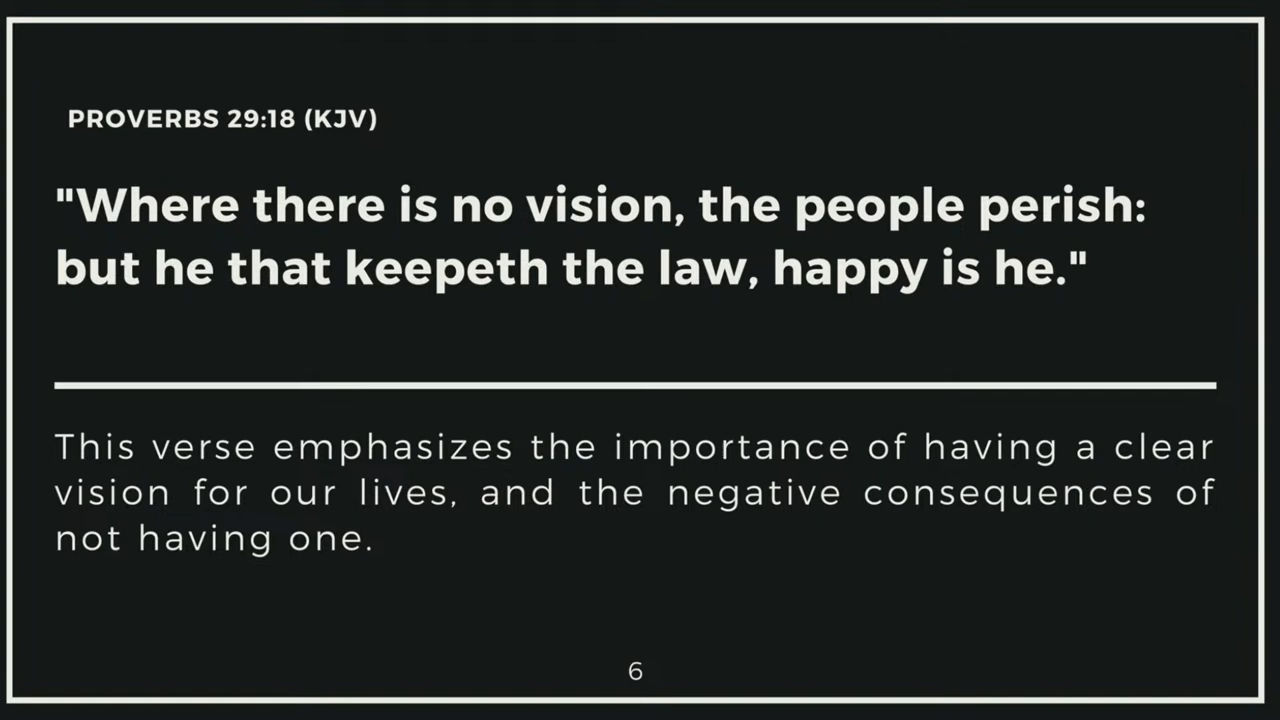 PROVERBS 29:18 (KJV)
"Where there is no vision, the people perish:
but he that keepeth the law, happy is he."
This verse emphasizes the importance of having a clear
vision for our lives, and the negative consequences of
not having one.
6